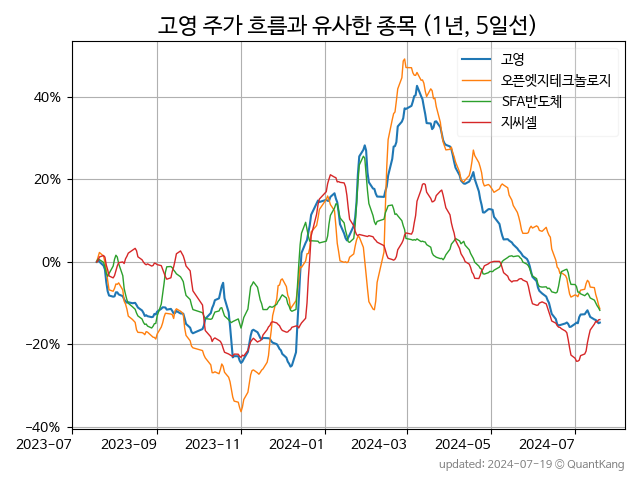 고영 주가 흐름과 유사한 종목 (1년, 5일선)
고영
오픈엣지테크놀로지
SFA반도체
지씨셀
40%
20%
0%
−20%
−40%
2023-07 2023-09 2023-11 2024-01 2024-03 2024-05 2024-07
updated: 2024-07-19 © QuantKang